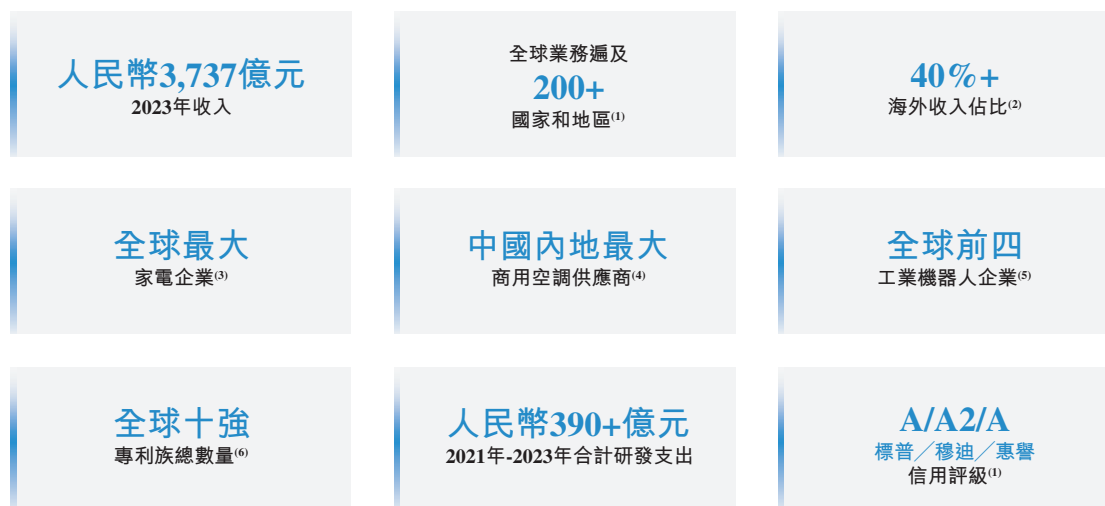 人民幣3,737億元
2023年收入
全球業務遍及
200+
國家和地區(1)
40%+
海外收入佔比(2)
全球最大
家電企業(3)
中國內地最大
商用空調供應商(4)
全球前四
工業機器人企業(5)
全球十強
專利族總數量(6)
人民幣390+億元
2021年-2023年合計研發支出
A/A2/A
標普／穆迪／惠譽
信用評級(1)